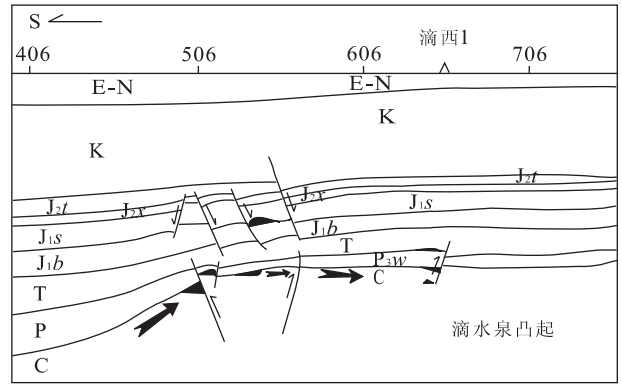 S
滴西1
406 506 606 706
E-N E-N
K
K
J₂t J₂x J₂x J₂t
J₁s J₁s
J₁b J₁b
T T
P₃w
P C
C
滴水泉凸起